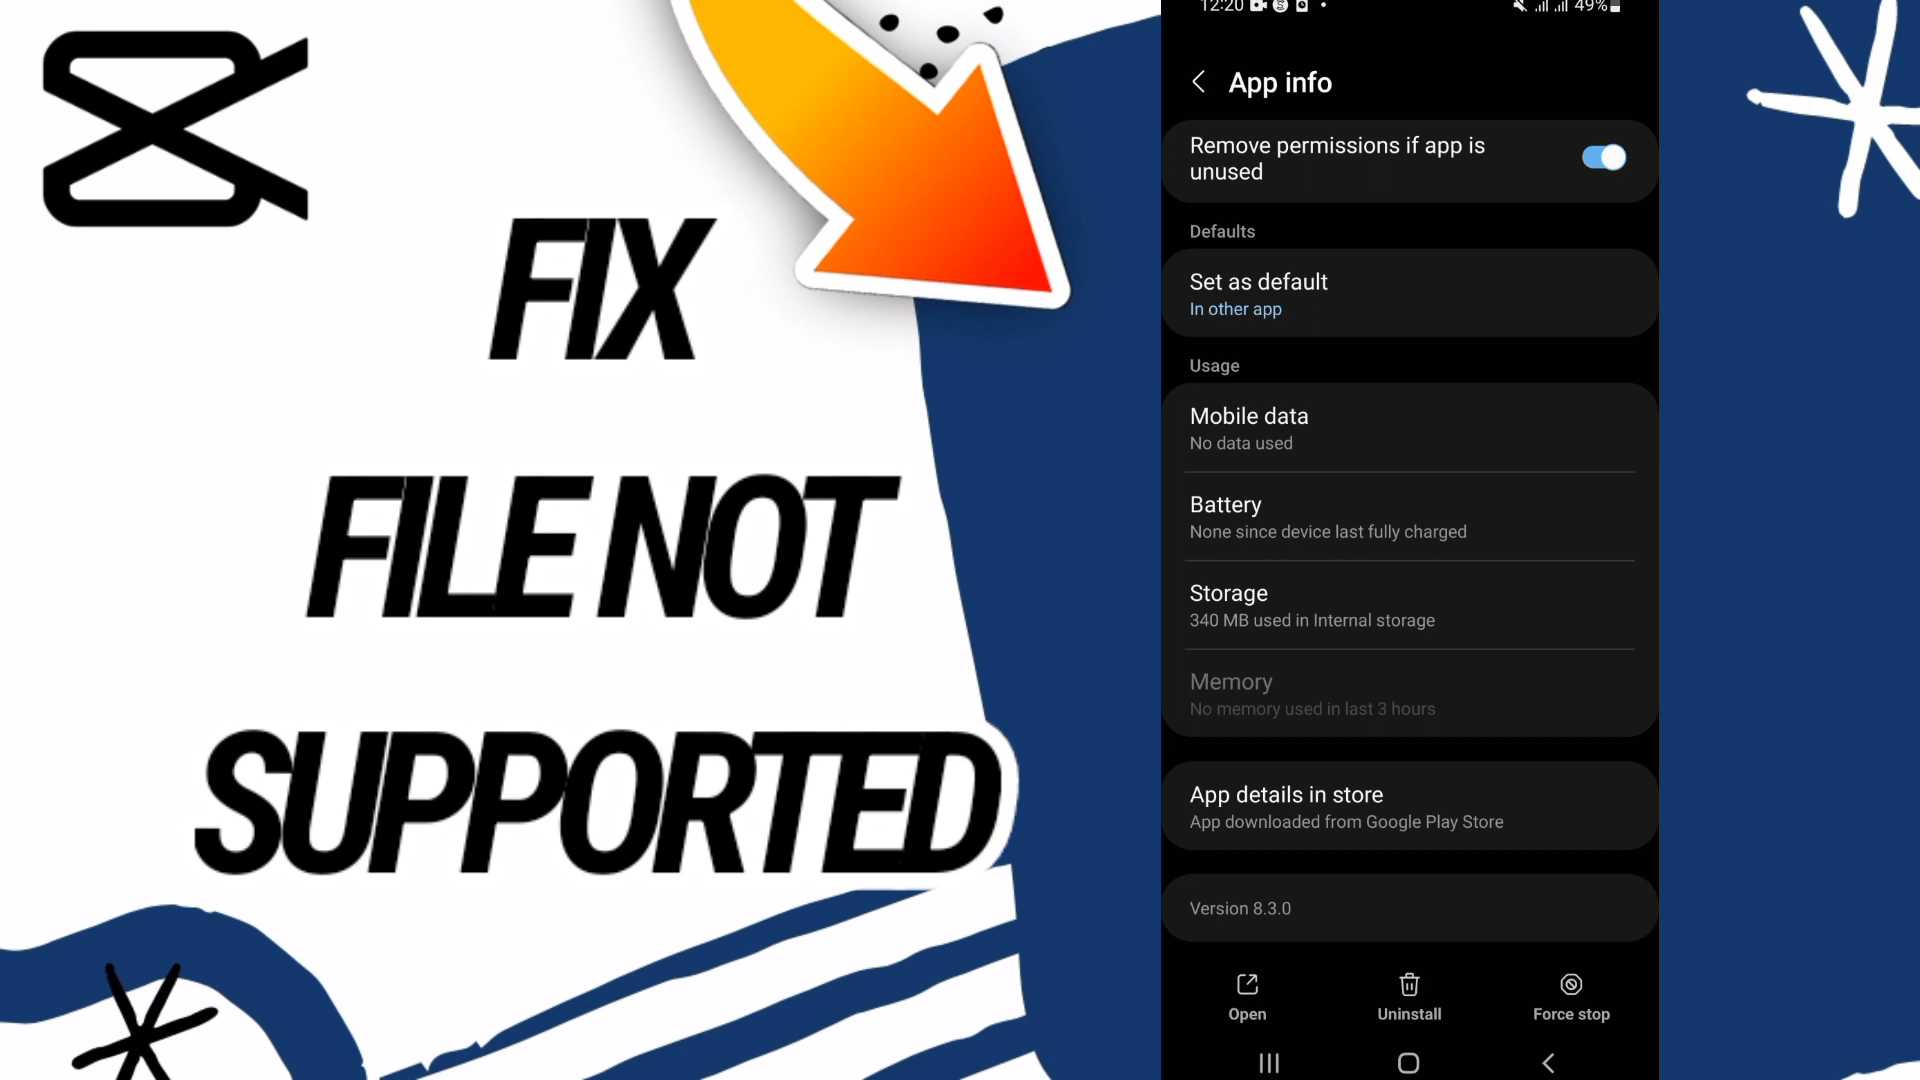 FIX
FILE NOT
SUPPORTED
12:20
49%
App info
Remove permissions if app is
unused
Defaults
Set as default
In other app
Usage
Mobile data
No data used
Battery
None since device last fully charged
Storage
340 MB used in Internal storage
Memory
No memory used in last 3 hours
App details in store
App downloaded from Google Play Store
Version 8.3.0
Open
Uninstall
Force stop